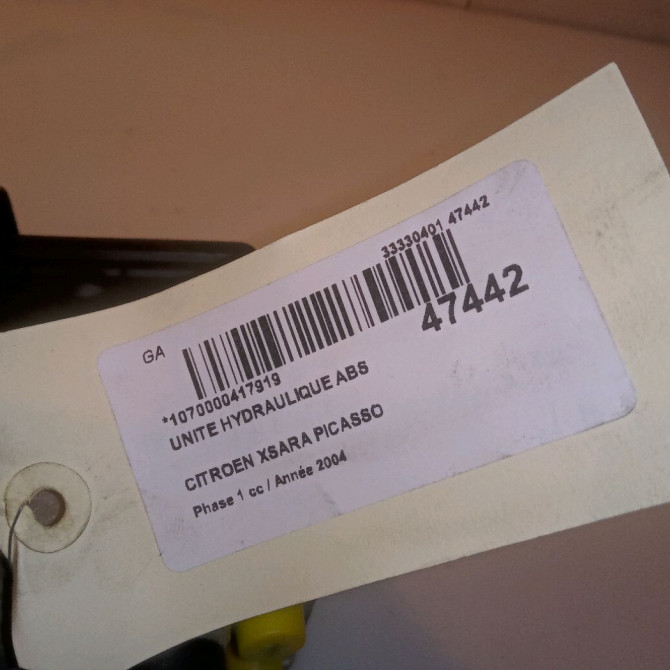 33330401 47442
GA
47442
*1070000417919
UNITE HYDRAULIQUE ABS
CITROEN XSARA PICASSO
Phase 1 cc / Année 2004